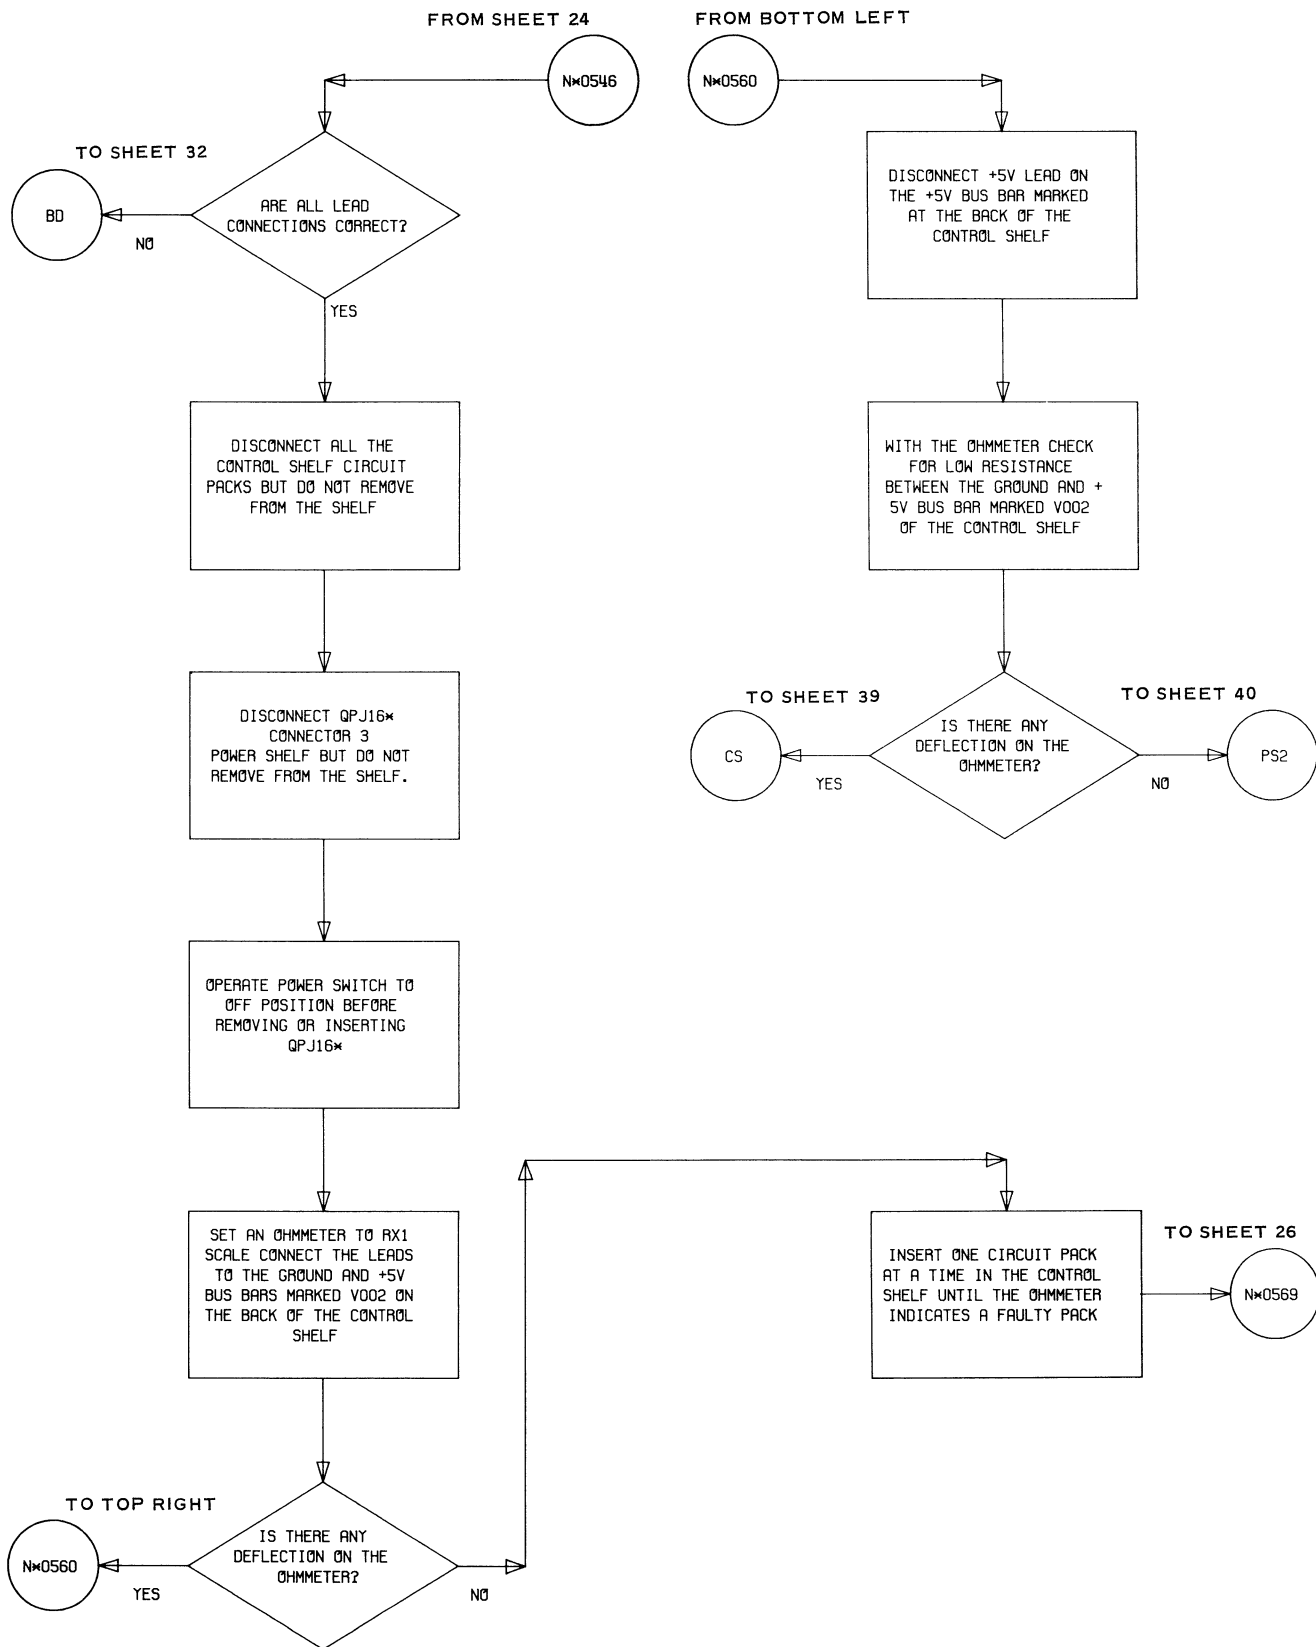 FROM SHEET 24
N*0546
TO SHEET 32
BD
NO
ARE ALL LEAD
CONNECTIONS CORRECT?
YES
DISCONNECT ALL THE
CONTROL SHELF CIRCUIT
PACKS BUT DO NOT REMOVE
FROM THE SHELF
DISCONNECT QPJ16*
CONNECTOR 3
POWER SHELF BUT DO NOT
REMOVE FROM THE SHELF.
OPERATE POWER SWITCH TO
OFF POSITION BEFORE
REMOVING OR INSERTING
QPJ16*
SET AN OHMMETER TO RX1
SCALE CONNECT THE LEADS
TO THE GROUND AND +5V
BUS BARS MARKED V002 ON
THE BACK OF THE CONTROL
SHELF
TO TOP RIGHT
N*0560
YES
IS THERE ANY
DEFLECTION ON THE
OHMMETER?
NO
FROM BOTTOM LEFT
N*0560
DISCONNECT +5V LEAD ON
THE +5V BUS BAR MARKED
AT THE BACK OF THE
CONTROL SHELF
WITH THE OHMMETER CHECK
FOR LOW RESISTANCE
BETWEEN THE GROUND AND +
5V BUS BAR MARKED V002
OF THE CONTROL SHELF
TO SHEET 39
CS
YES
IS THERE ANY
DEFLECTION ON THE
OHMMETER?
TO SHEET 40
NO
PS2
INSERT ONE CIRCUIT PACK
AT A TIME IN THE CONTROL
SHELF UNTIL THE OHMMETER
INDICATES A FAULTY PACK
TO SHEET 26
N*0569